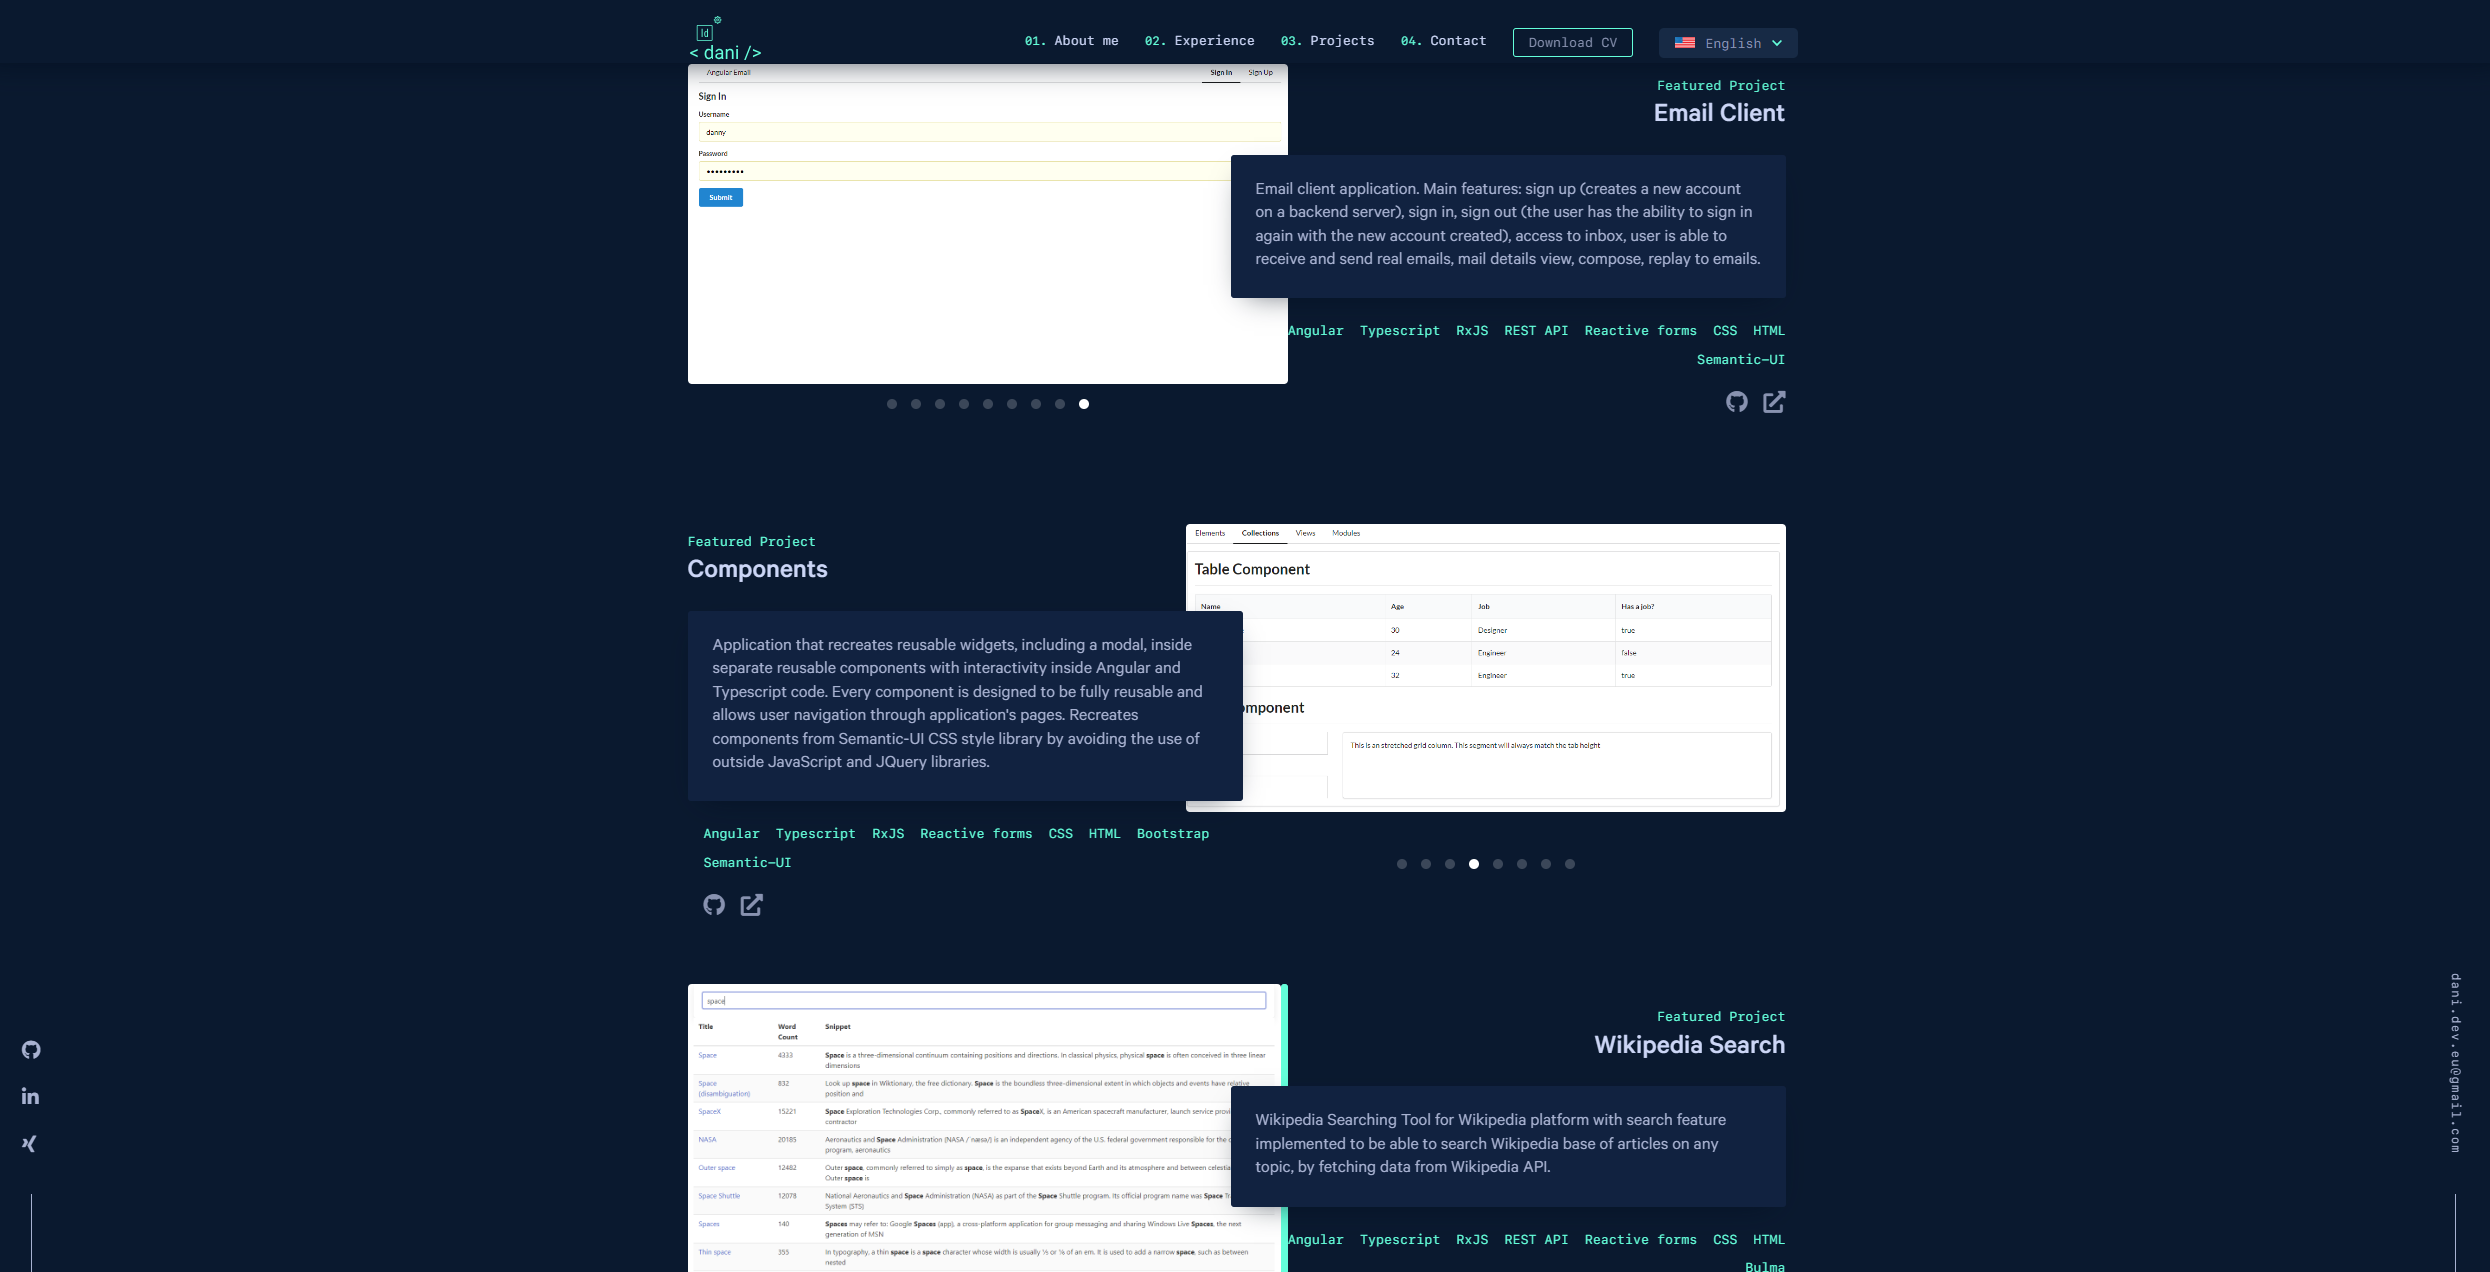 Id
< dani />
01. About me 02. Experience 03. Projects 04. Contact Download CV English
Angular Email Sign In Sign Up
Sign In
Username
danny
Password
Submit
Featured Project
Email Client
Email client application. Main features: sign up (creates a new account
on a backend server), sign in, sign out (the user has the ability to sign in
again with the new account created), access to inbox, user is able to
receive and send real emails, mail details view, compose, replay to emails.
Angular Typescript RxJS REST API Reactive forms CSS HTML
Semantic-UI
Featured Project
Components
Application that recreates reusable widgets, including a modal, inside
separate reusable components with interactivity inside Angular and
Typescript code. Every component is designed to be fully reusable and
allows user navigation through application's pages. Recreates
components from Semantic-UI CSS style library by avoiding the use of
outside JavaScript and JQuery libraries.
Angular Typescript RxJS Reactive forms CSS HTML Bootstrap
Semantic-UI
Elements Collections Views Modules
Table Component
Name Age Job Has a job?
30 Designer true
24 Engineer false
32 Engineer true
omponent
This is an stretched grid column. This segment will always match the tab height
space
Title Word Count Snippet
Space 4333 Space is a three-dimensional continuum containing positions and directions. In classical physics, physical space is often conceived in three linear
dimensions
Space 832 Look up space in Wiktionary, the free dictionary. Space is the boundless three-dimensional extent in which objects and events have relative
(disambiguation) position and
SpaceX 15221 Space Exploration Technologies Corp., commonly referred to as SpaceX, is an American spacecraft manufacturer, launch service
contractor
NASA 20185 Aeronautics and Space Administration (NASA /ˈnæsə/) is an independent agency of the U.S. federal government responsible for the
program, aeronautics
Outer space 12482 Outer space, commonly referred to simply as space, is the expanse that exists beyond Earth and its atmosphere and between
Outer space is
Space Shuttle 12078 National Aeronautics and Space Administration (NASA) as part of the Space Shuttle program. Its official program name was Space
System (STS)
Spaces 140 Spaces may refer to: Google Spaces (app), a cross-platform application for group messaging and sharing Windows Live Spaces, the next
generation of MSN
Thin space 355 In typography, a thin space is a space character whose width is usually 1⁄5 or 1⁄6 of an em. It is used to add a narrow space, such as between
nested
Featured Project
Wikipedia Search
Wikipedia Searching Tool for Wikipedia platform with search feature
implemented to be able to search Wikipedia base of articles on any
topic, by fetching data from Wikipedia API.
Angular Typescript RxJS REST API Reactive forms CSS HTML
Bulma
dani.dev.eu@gmail.com